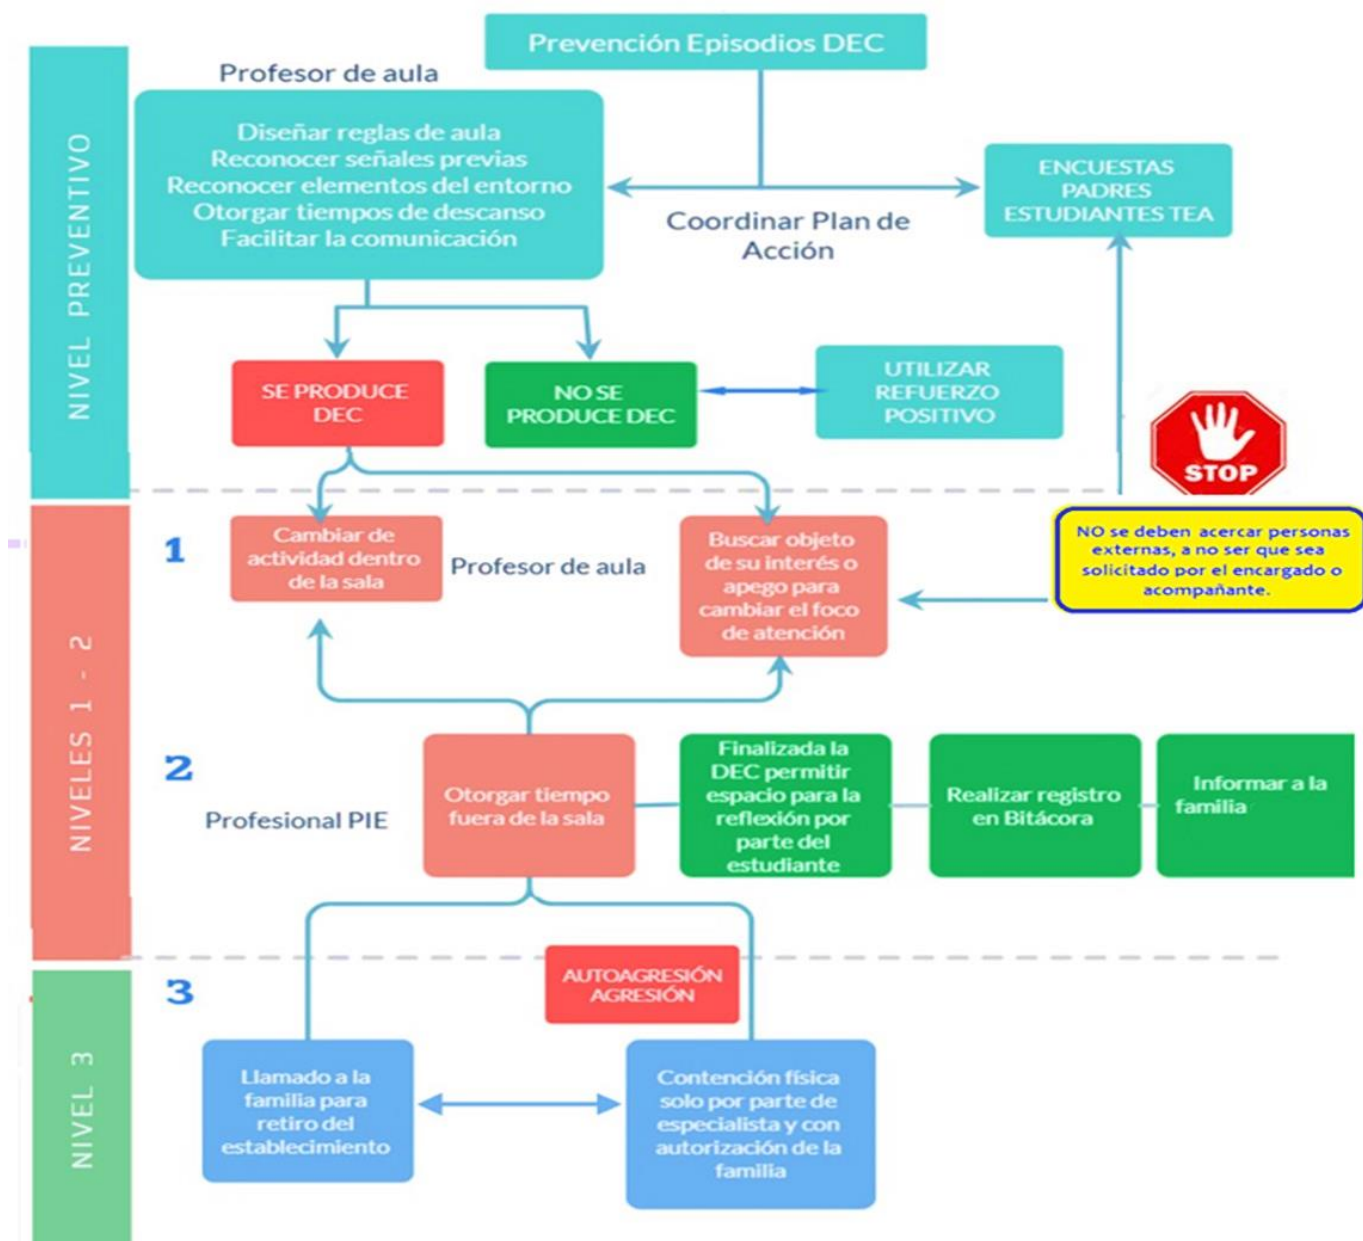 Prevención Episodios DEC
Profesor de aula
Diseñar reglas de aula
Reconocer señales previas
Reconocer elementos del entorno
Otorgar tiempos de descanso
Facilitar la comunicación
ENCUESTAS
PADRES
ESTUDIANTES TEA
Coordinar Plan de
Acción
NIVEL PREVENTIVO
SE PRODUCE
DEC
NO SE
PRODUCE DEC
UTILIZAR
REFUERZO
POSITIVO
STOP
NO se deben acercar personas
externas, a no ser que sea
solicitado por el encargado o
acompañante.
NIVELES 1 - 2
1
Cambiar de
actividad dentro
de la sala
Profesor de aula
Buscar objeto
de su interés o
apego para
cambiar el foco
de atención
2
Profesional PIE
Otorgar tiempo
fuera de la sala
Finalizada la
DEC permitir
espacio para la
reflexión por
parte del
estudiante
Realizar registro
en Bitácora
Informar a la
familia
NIVEL 3
3
AUTOAGRESIÓN
AGRESIÓN
Llamado a la
familia para
retiro del
establecimiento
Contención física
solo por parte de
especialista y con
autorización de la
familia